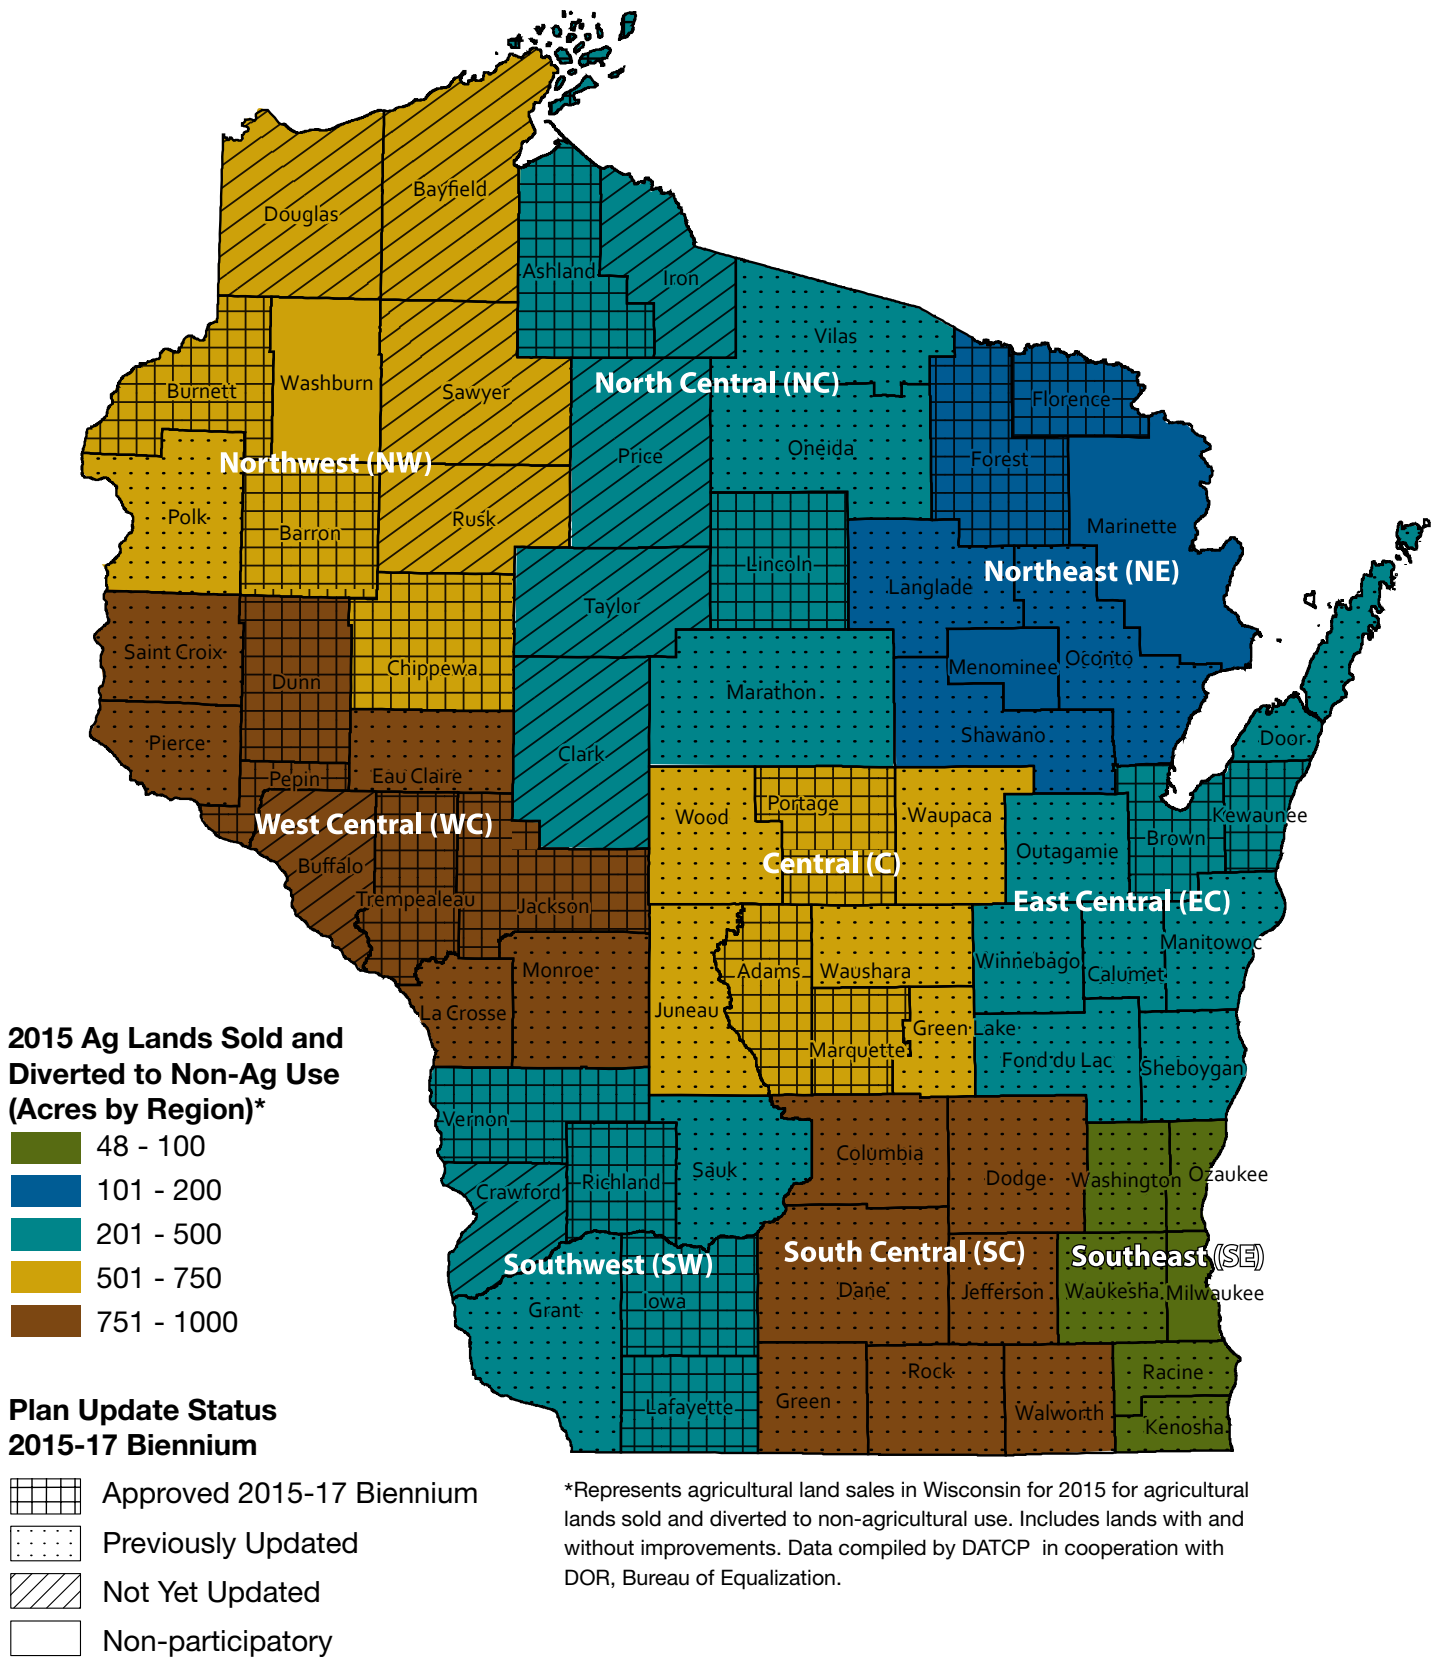 Bayfield
Douglas
Ashland
Iron
Vilas
Burnett
Washburn
Sawyer
North Central (NC)
Florence
Northwest (NW)
Price
Oneida
Forest
Polk
Barron
Rusk
Marinette
Lincoln
Northeast (NE)
Langlade
Taylor
Saint Croix
Dunn
Chippewa
Marathon
Menominee
Oconto
Pierce
Pepin
Eau Claire
Clark
Shawano
Door
West Central (WC)
Wood
Portage
Waupaca
Kewaunee
Brown
Outagamie
Central (C)
Buffalo
Trempealeau
Jackson
East Central (EC)
Manitowoc
Monroe
Adams
Waushara
Winnebago
Calumet
La Crosse
Juneau
Green Lake
Marquette
Fond du Lac
Sheboygan
2015 Ag Lands Sold and
Diverted to Non-Ag Use
(Acres by Region)*
48 - 100
101 - 200
201 - 500
501 - 750
751 - 1000
Vernon
Richland
Sauk
Columbia
Dodge
Washington
Ozaukee
Crawford
Southwest (SW)
South Central (SC)
Southeast (SE)
Grant
Iowa
Dane
Jefferson
Waukesha
Milwaukee
Lafayette
Green
Rock
Walworth
Racine
Kenosha
Plan Update Status
2015-17 Biennium
Approved 2015-17 Biennium
Previously Updated
Not Yet Updated
Non-participatory
*Represents agricultural land sales in Wisconsin for 2015 for agricultural
lands sold and diverted to non-agricultural use. Includes lands with and
without improvements. Data compiled by DATCP in cooperation with
DOR, Bureau of Equalization.